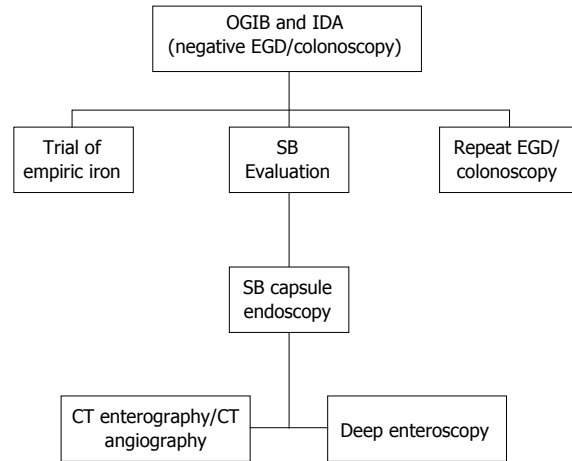 OGIB and IDA
(negative EGD/colonoscopy)
Trial of
empiric iron
SB
Evaluation
Repeat EGD/
colonoscopy
SB capsule
endoscopy
CT enterography/CT
angiography
Deep enteroscopy